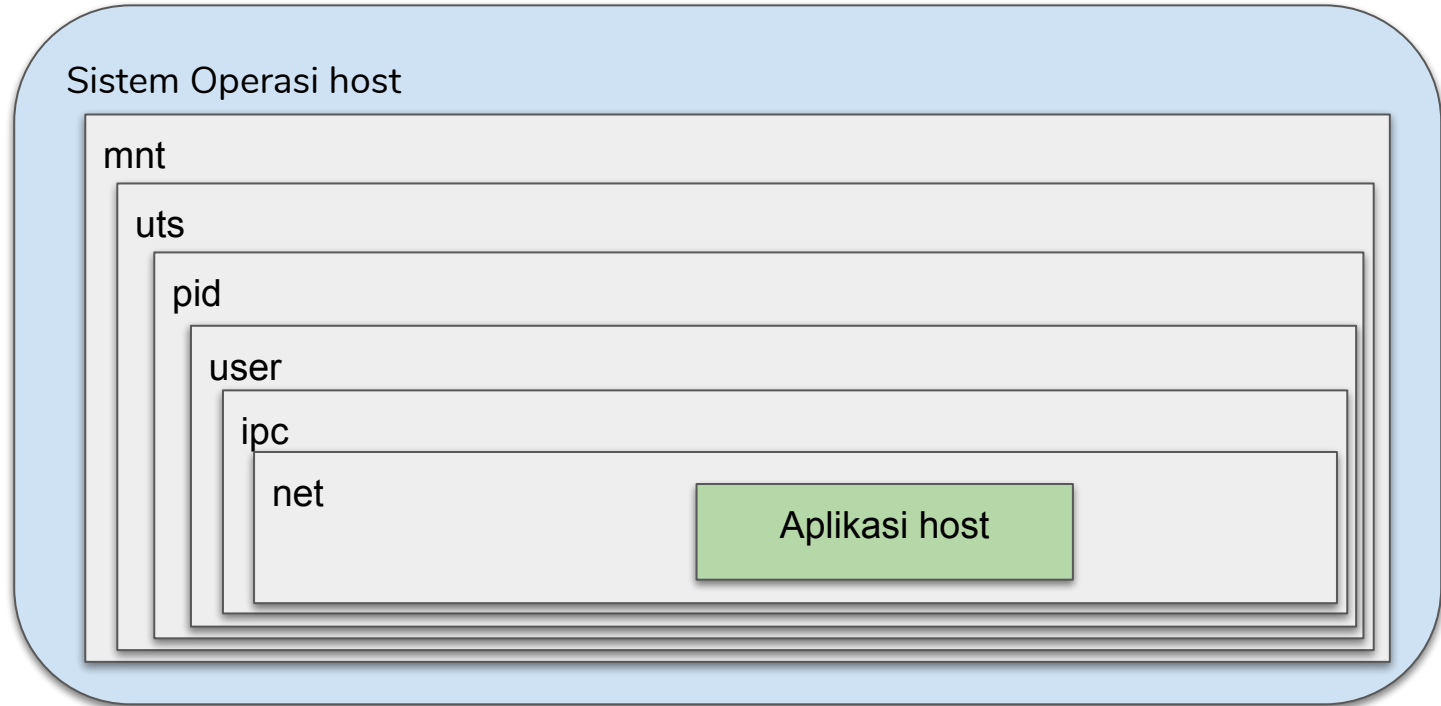 Sistem Operasi host
mnt
uts
pid
user
ipc
net
Aplikasi host